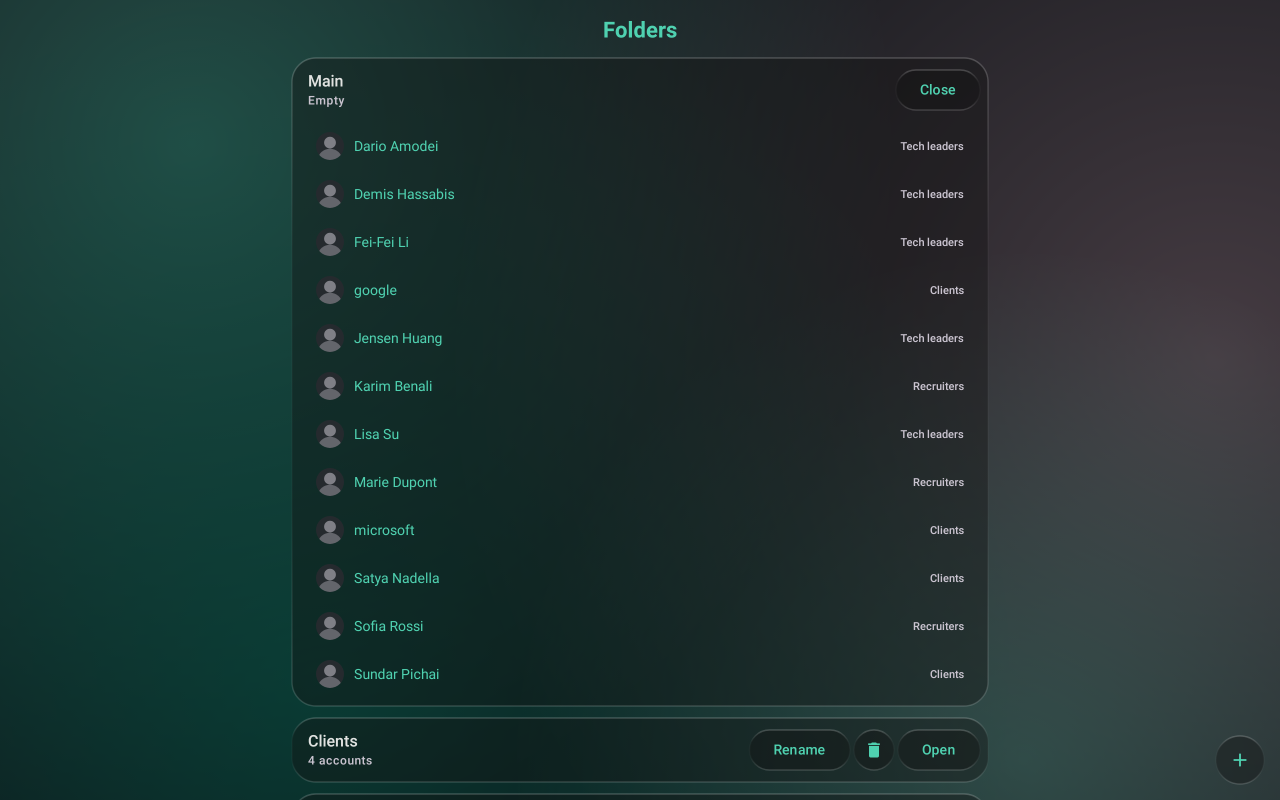 Folders
Main
Empty
Close
Dario Amodei
Tech leaders
Demis Hassabis
Tech leaders
Fei-Fei Li
Tech leaders
google
Clients
Jensen Huang
Tech leaders
Karim Benali
Recruiters
Lisa Su
Tech leaders
Marie Dupont
Recruiters
microsoft
Clients
Satya Nadella
Clients
Sofia Rossi
Recruiters
Sundar Pichai
Clients
Clients
4 accounts
Rename
Open